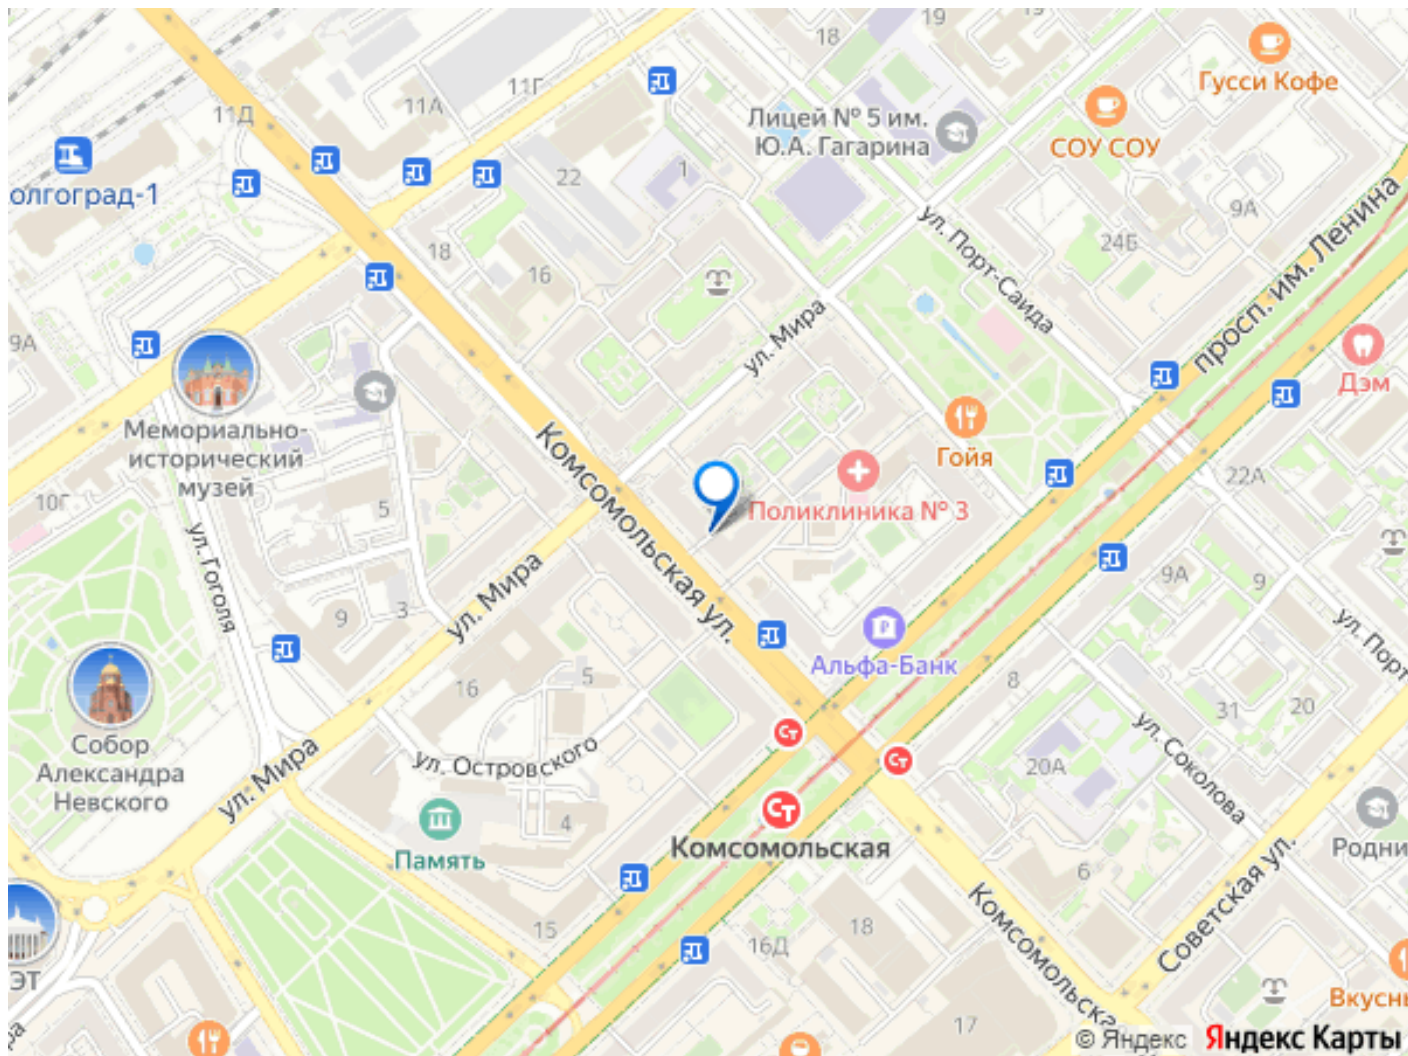 19
19
18
Гусси Кофе
11Г
11А
11Д
Лицей № 5 им.
Ю.А. Гагарина
СОУ СОУ
олгоград-1
22
1
9А
ул. Порт-Саида
24Б
просп. им. Ленина
18
16
9А
ул. Мира
Дэм
Мемориально-
исторический
музей
Гойя
Комсомольская ул.
22А
10Г
5
Поликлиника № 3
ул. Гоголя
ул. Мира
9А
9
9
3
ул. Порт
Альфа-Банк
16
5
8
31
20
Собор
Александра
Невского
ул. Мира
ул. Островского
20А
ул. Соколова
4
Память
Комсомольская
Родни
6
Советская ул.
15
18
16Д
Комсомольска
ЭТ
17
Вкусны
ра
© Яндекс Яндекс Карты